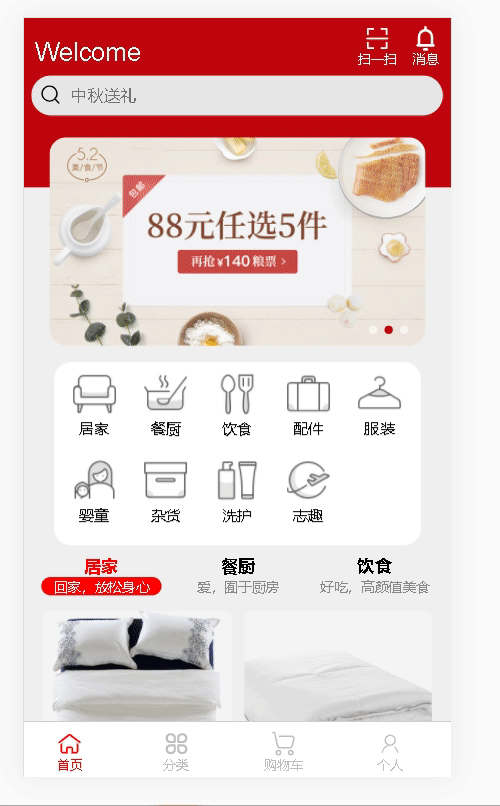 Welcome
扫一扫
消息
中秋送礼
5.2
美/食/节
包邮
88元任选5件
再抢¥140粮票 >
居家 餐厨 饮食 配件 服装
婴童 杂货 洗护 志趣
居家 餐厨 饮食
回家，放松身心 爱，囿于厨房 好吃，高颜值美食
首页 分类 购物车 个人